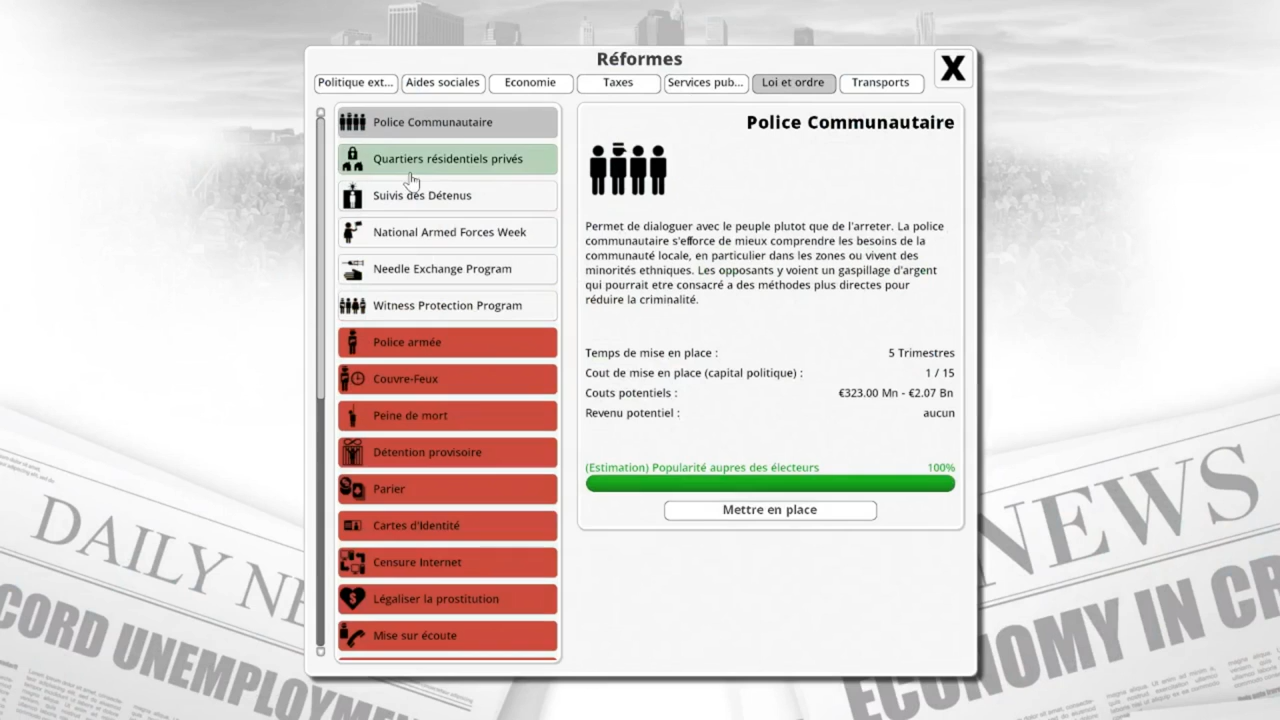 Réformes
X
Politique ext...
Aides sociales
Economie
Taxes
Services pub...
Loi et ordre
Transports
Police Communautaire
Quartiers résidentiels privés
Suivis des Détenus
National Armed Forces Week
Needle Exchange Program
Witness Protection Program
Police armée
Couvre-Feux
Peine de mort
Détention provisoire
Parier
Cartes d'Identité
Censure Internet
Légaliser la prostitution
Mise sur écoute
Police Communautaire
Permet de dialoguer avec le peuple plutot que de l'arreter. La police
communautaire s'efforce de mieux comprendre les besoins de la
communauté locale, en particulier dans les zones ou vivent des
minorités ethniques. Les opposants y voient un gaspillage d'argent
qui pourrait etre consacré a des méthodes plus directes pour
réduire la criminalité.
Temps de mise en place : 5 Trimestres
Cout de mise en place (capital politique) : 1 / 15
Couts potentiels : €323.00 Mn - €2.07 Bn
Revenu potentiel : aucun
(Estimation) Popularité aupres des électeurs 100%
Mettre en place
DAILY NE
CORD UNEMPLOYM
NEWS
ECONOMY IN CR